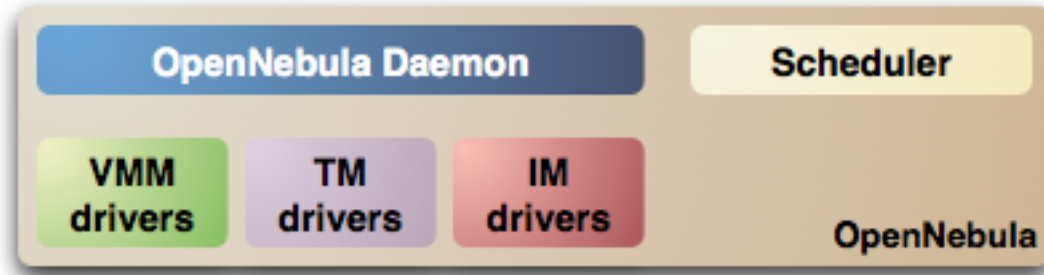 OpenNebula Daemon
Scheduler
VMM
drivers
TM
drivers
IM
drivers
OpenNebula